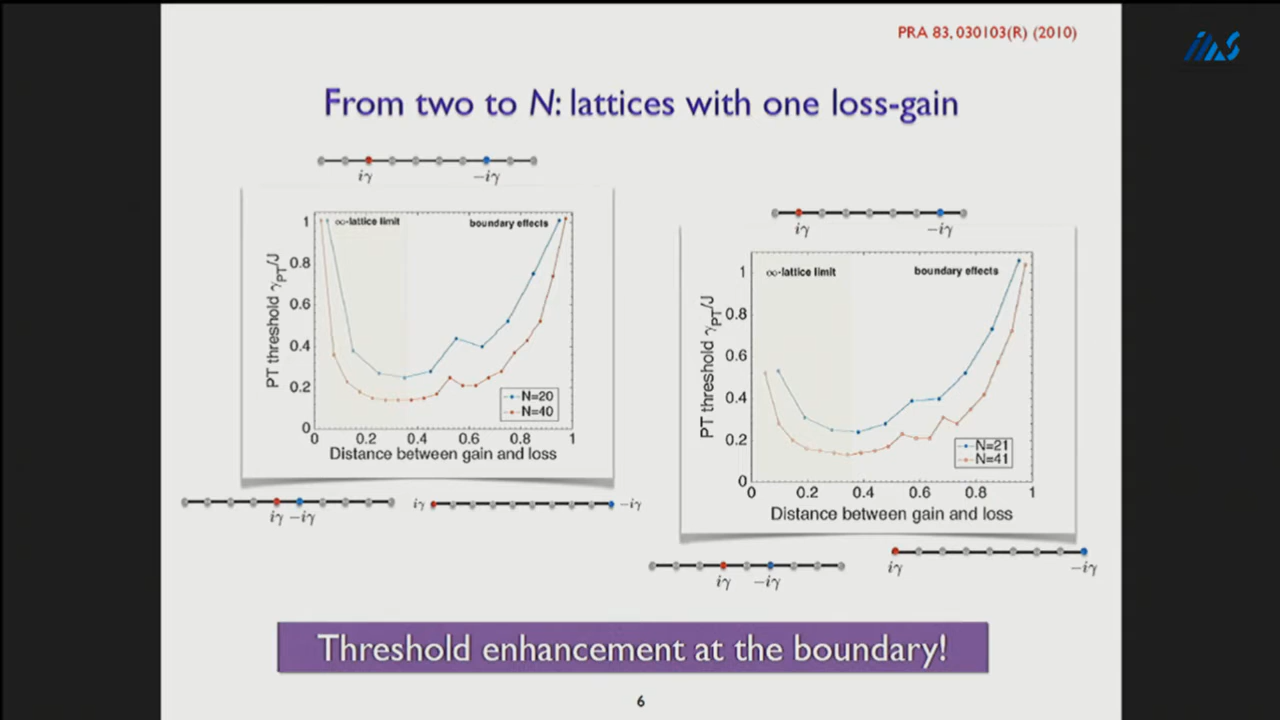 PRA 83, 030103(R) (2010)
IIAS
From two to N: lattices with one loss-gain
iγ
−iγ
∞-lattice limit
boundary effects
PT threshold γPT/J
1
0.8
0.6
0.4
0.2
0
N=20
N=40
0
0.2
0.4
0.6
0.8
1
Distance between gain and loss
iγ −iγ
iγ
−iγ
iγ
−iγ
∞-lattice limit
boundary effects
PT threshold γPT/J
1
0.8
0.6
0.4
0.2
0
N=21
N=41
0
0.2
0.4
0.6
0.8
1
Distance between gain and loss
iγ
−iγ
iγ
−iγ
Threshold enhancement at the boundary!
6